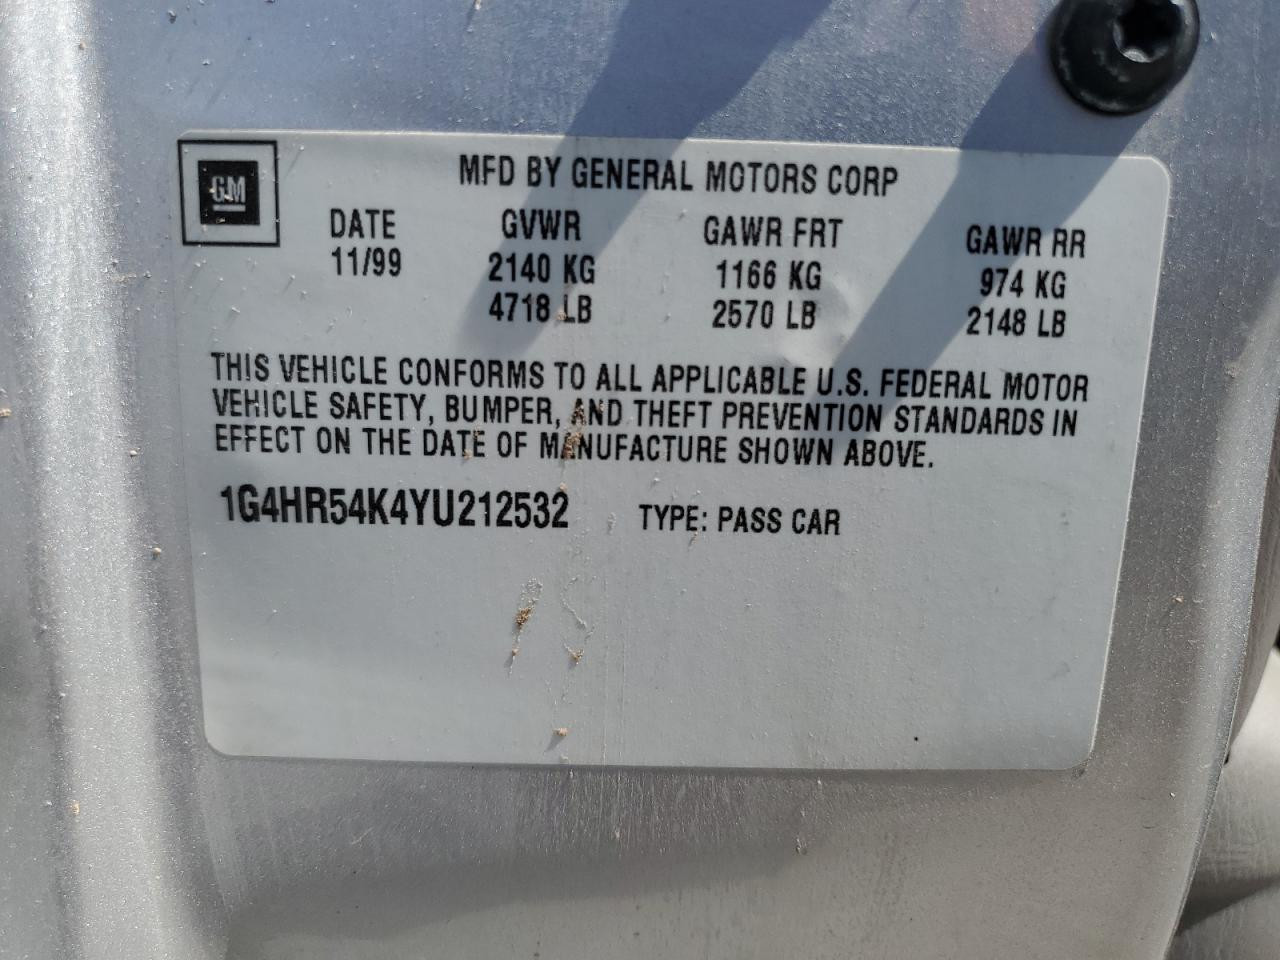 GM
MFD BY GENERAL MOTORS CORP
DATE GVWR GAWR FRT GAWR RR
11/99 2140 KG 1166 KG 974 KG
4718 LB 2570 LB 2148 LB
THIS VEHICLE CONFORMS TO ALL APPLICABLE U.S. FEDERAL MOTOR
VEHICLE SAFETY, BUMPER, AND THEFT PREVENTION STANDARDS IN
EFFECT ON THE DATE OF MANUFACTURE SHOWN ABOVE.
1G4HR54K4YU212532 TYPE: PASS CAR